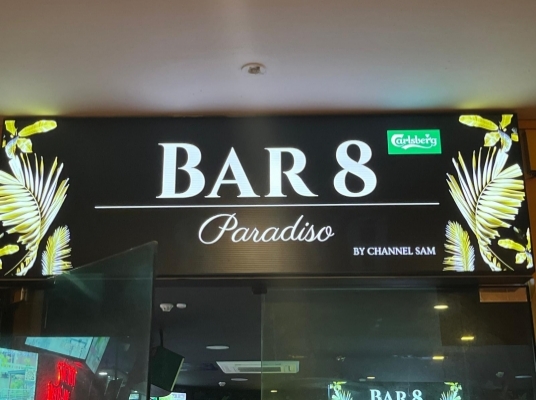 BAR 8
Carlsberg
Paradiso
BY CHANNEL SAM
BAR 8